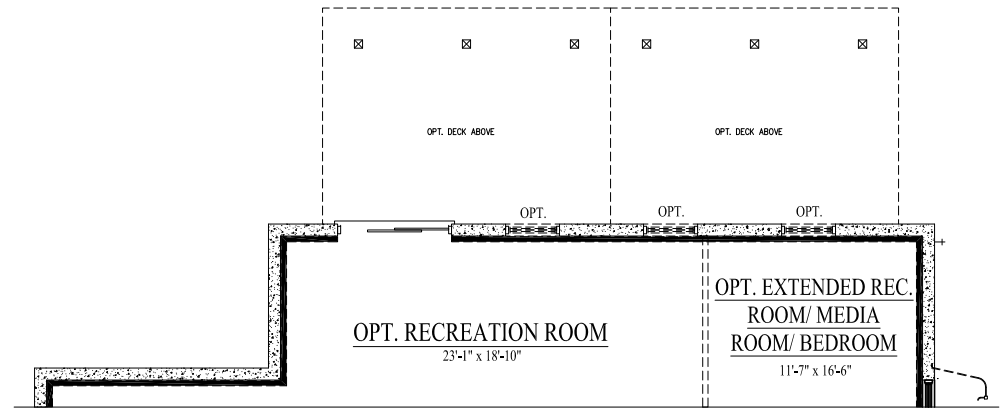 OPT. DECK ABOVE
OPT. DECK ABOVE
OPT.
OPT.
OPT.
OPT. RECREATION ROOM
23'-1" x 18'-10"
OPT. EXTENDED REC.
ROOM/ MEDIA
ROOM/ BEDROOM
11'-7" x 16'-6"